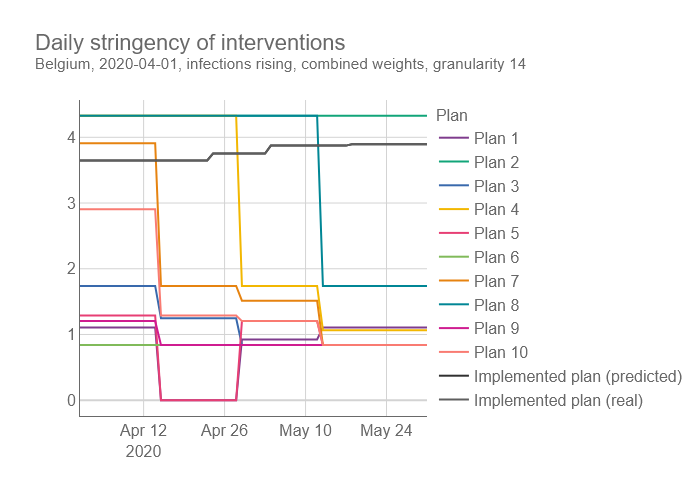 Daily stringency of interventions
Belgium, 2020-04-01, infections rising, combined weights, granularity 14
Plan
4
3
2
1
0
Plan 1
Plan 2
Plan 3
Plan 4
Plan 5
Plan 6
Plan 7
Plan 8
Plan 9
Plan 10
Implemented plan (predicted)
Implemented plan (real)
Apr 12
2020
Apr 26
May 10
May 24